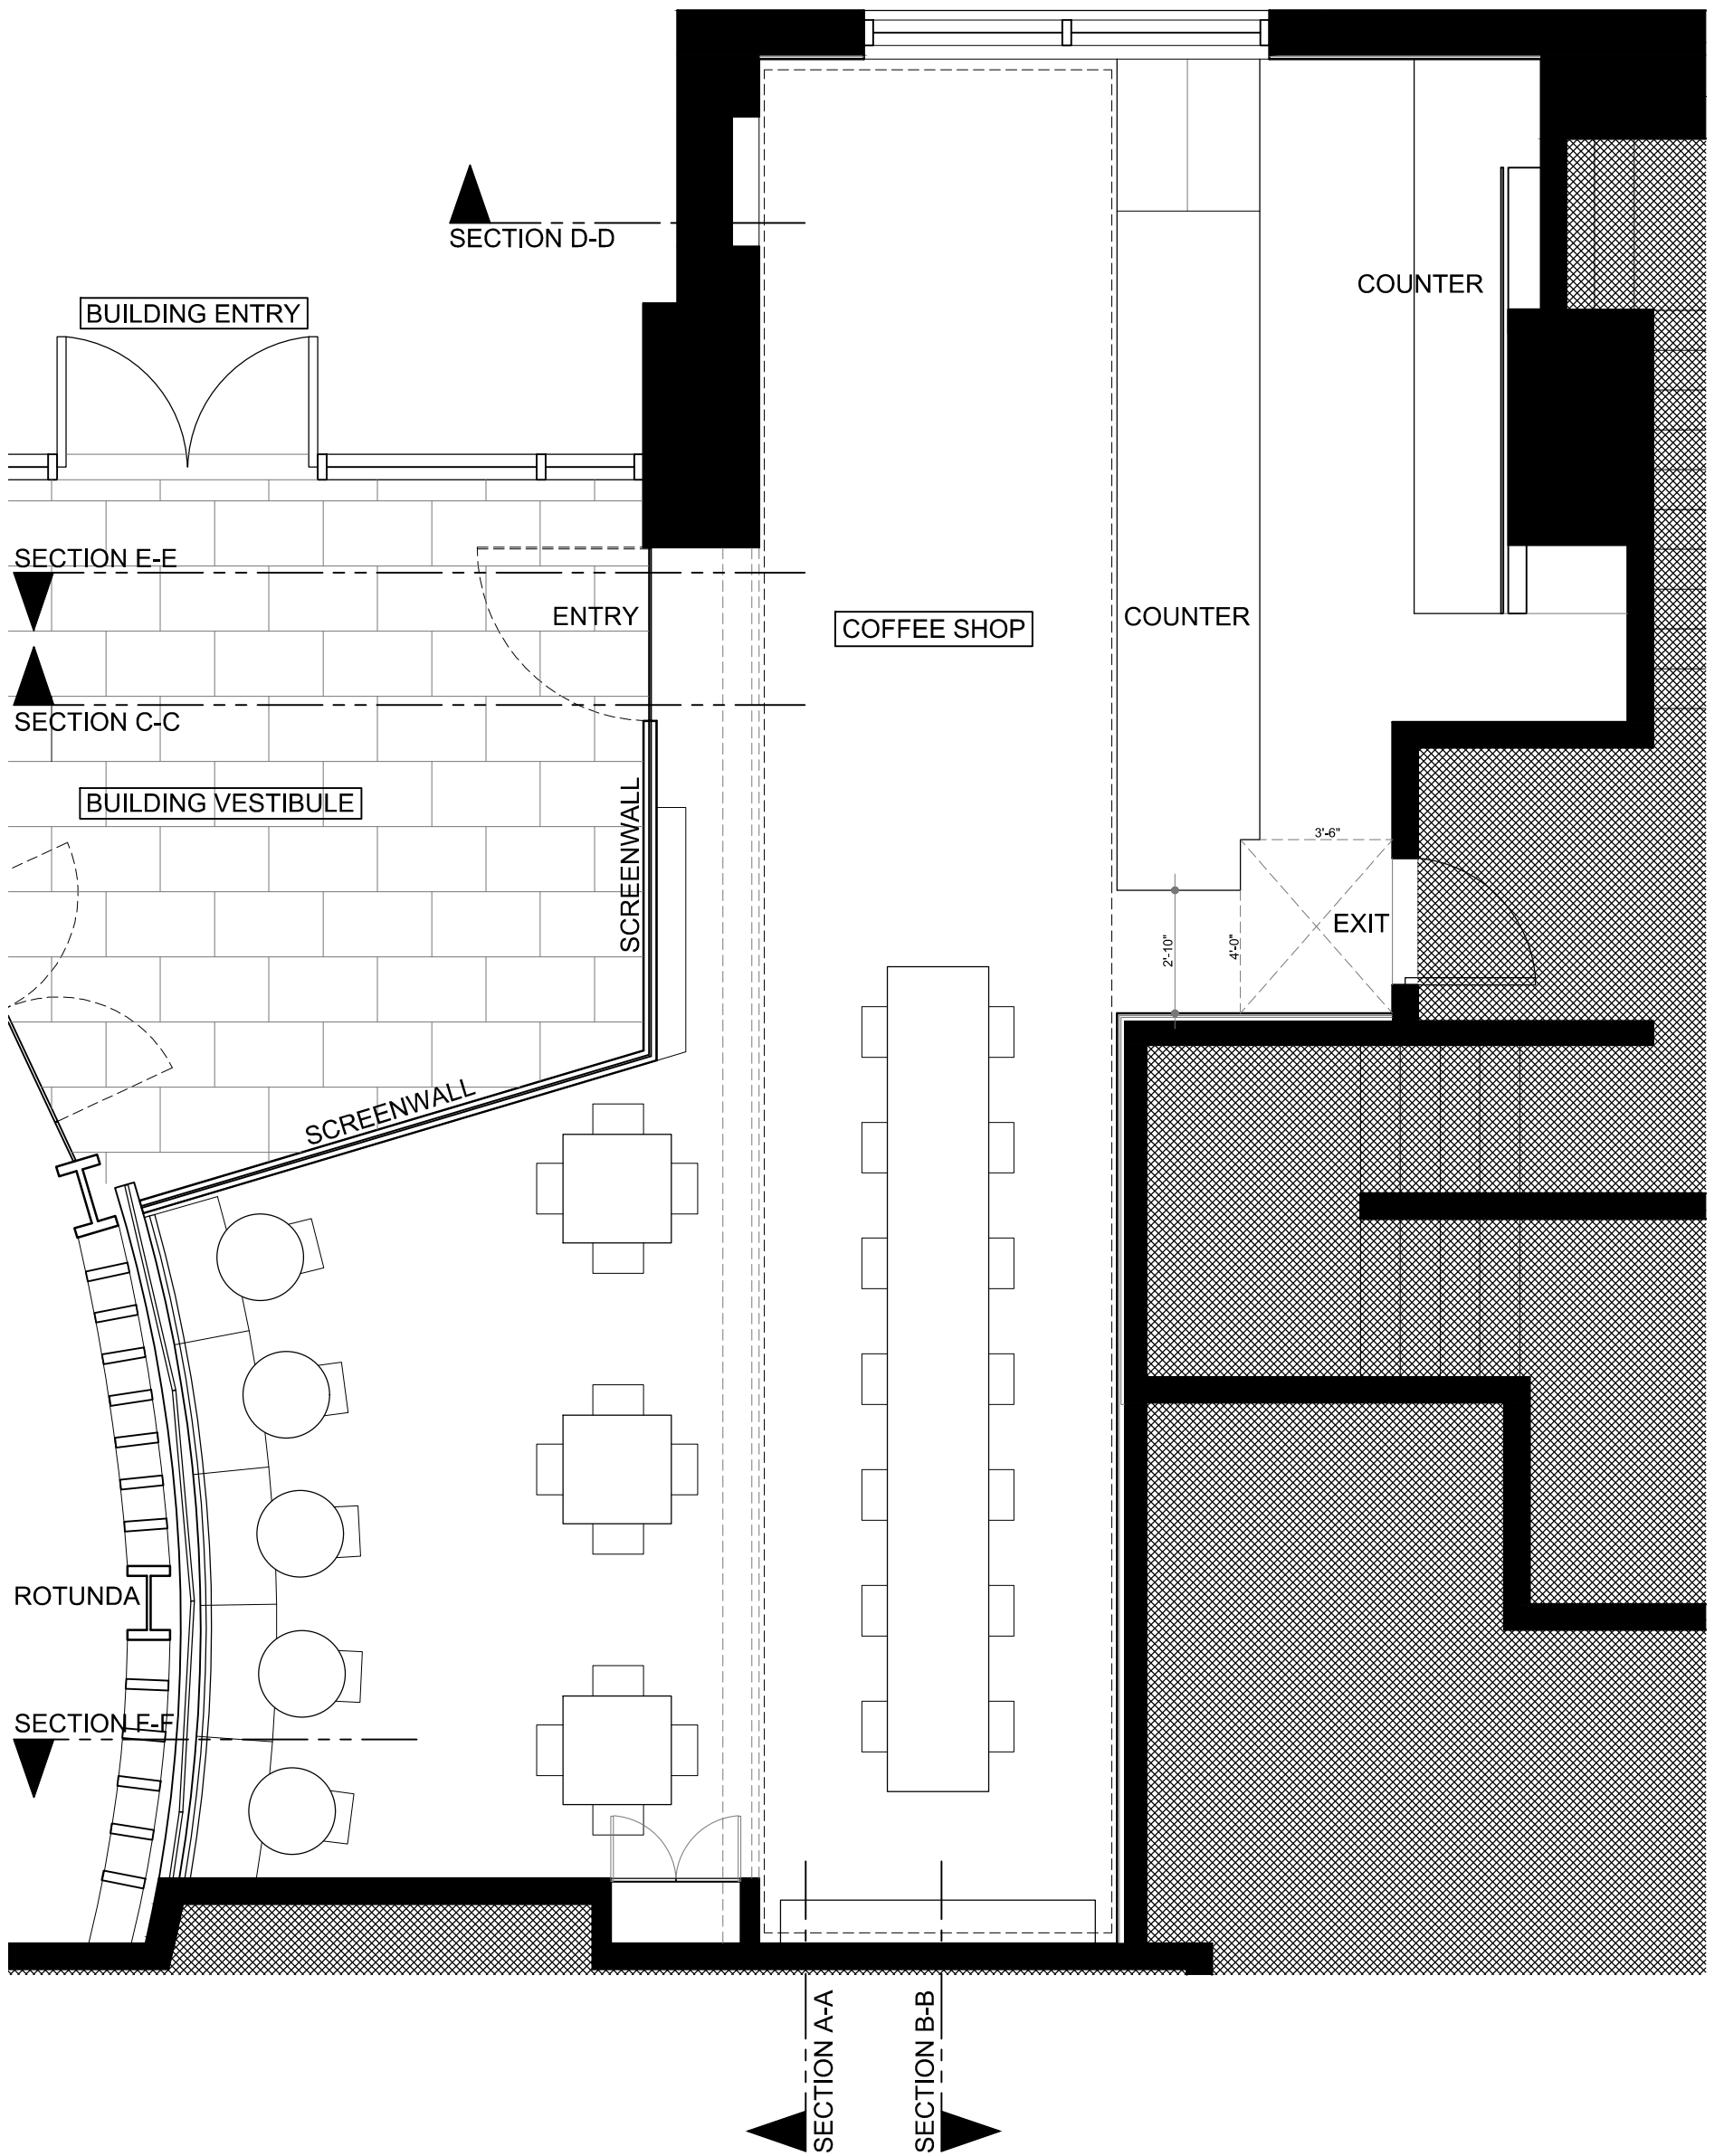 SECTION D-D
COUNTER
BUILDING ENTRY
SECTION E-E
ENTRY
COFFEE SHOP
COUNTER
SECTION C-C
BUILDING VESTIBULE
SCREENWALL
3'-6"
EXIT
2'-10"
4'-0"
SCREENWALL
ROTUNDA
SECTION F-F
SECTION A-A
SECTION B-B